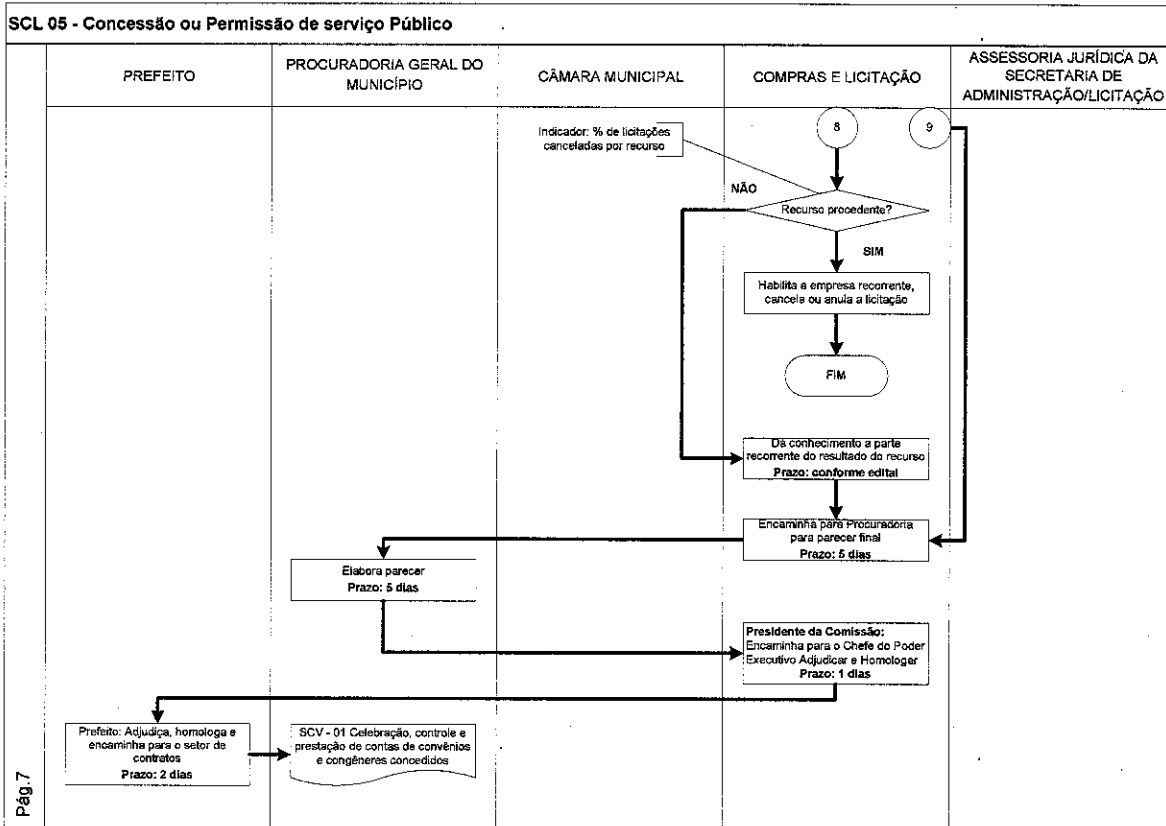 SCL 05 - Concessão ou Permissão de serviço Público
PREFEITO
PROCURADORIA GERAL DO
MUNICÍPIO
CÂMARA MUNICIPAL
COMPRAS E LICITAÇÃO
ASSESSORIA JURÍDICA DA
SECRETARIA DE
ADMINISTRAÇÃO/LICITAÇÃO
Indicador: % de licitações
canceladas por recurso
8
9
NÃO
Recurso procedente?
SIM
Habilita a empresa recorrente,
cancela ou anula a licitação
FIM
Dá conhecimento a parte
recorrente do resultado do recurso
Prazo: conforme edital
Encaminha para Procuradoria
para parecer final
Prazo: 5 dias
Elabora parecer
Prazo: 5 dias
Presidente da Comissão:
Encaminha para o Chefe do Poder
Executivo Adjudicar e Homologer
Prazo: 1 dias
Prefeito: Adjudica, homologa e
encaminha para o setor de
contratos
Prazo: 2 dias
SCV - 01 Celebração, controle e
prestação de contas de convênios
e congêneres concedidos
Pág.7